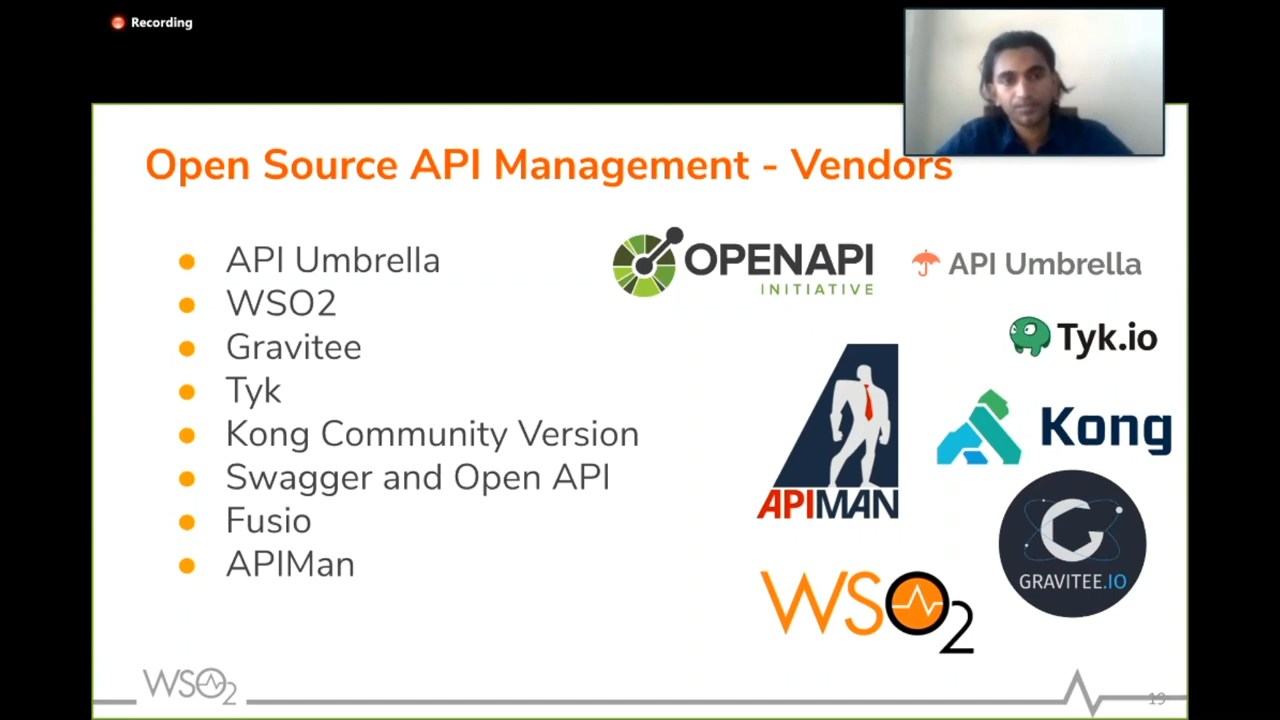 Recording
Open Source API Management - Vendors
API Umbrella
WSO2
Gravitee
Tyk
Kong Community Version
Swagger and Open API
Fusio
APIMan
OPENAPI
INITIATIVE
API Umbrella
Tyk.io
Kong
APIMAN
GRAVITEE.IO
WSO2
WSO2
19